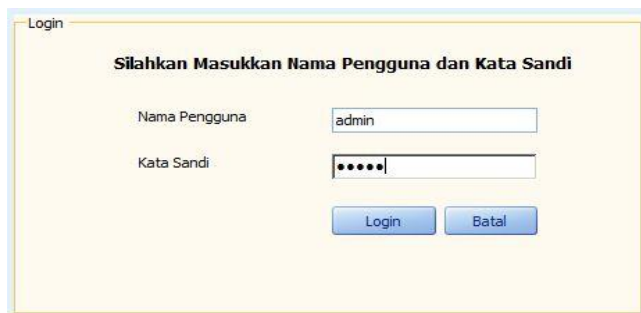 Login
Silahkan Masukkan Nama Pengguna dan Kata Sandi
Nama Pengguna admin
Kata Sandi •••••
Login Batal